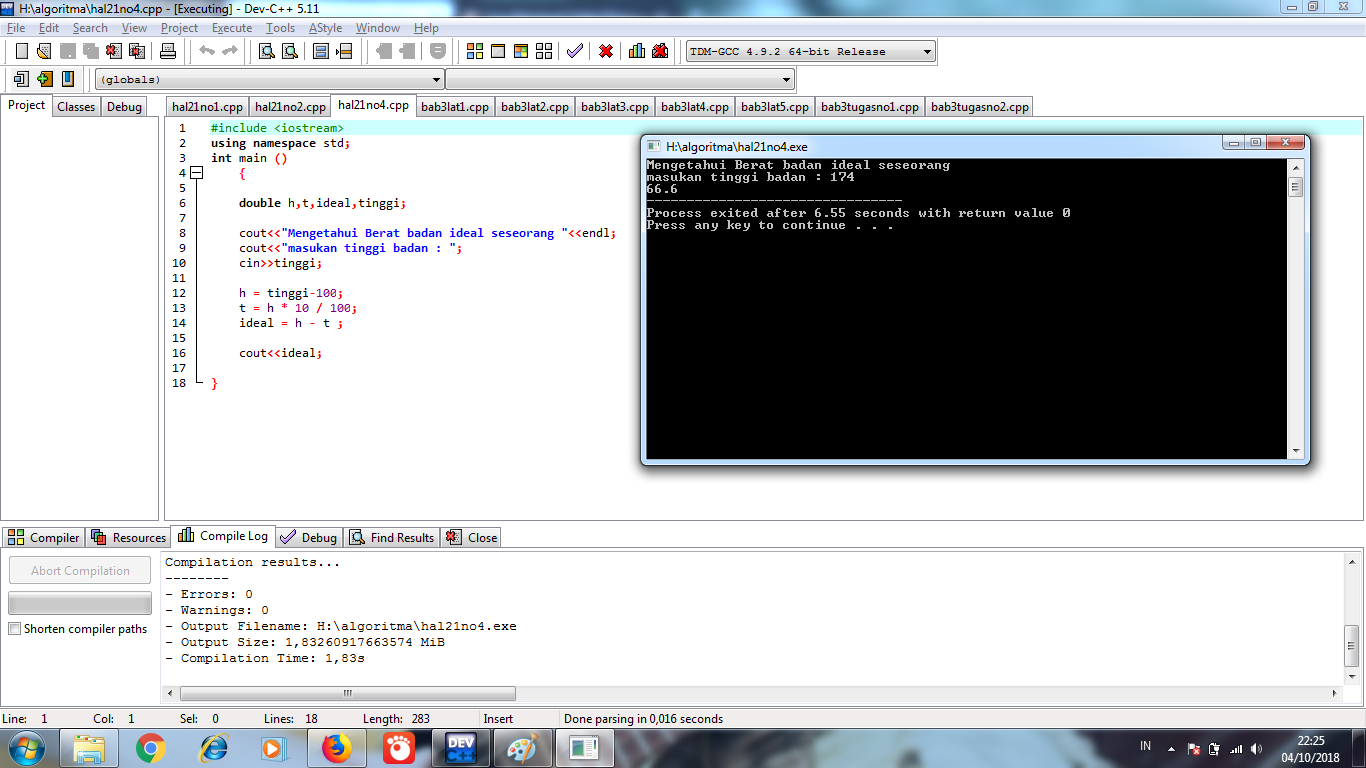 H:\algoritma\hal21no4.cpp - [Executing] - Dev-C++ 5.11
File Edit Search View Project Execute Tools AStyle Window Help
TDM-GCC 4.9.2 64-bit Release
(globals)
Project Classes Debug
hal21no1.cpp hal21no2.cpp hal21no4.cpp bab3lat1.cpp bab3lat2.cpp bab3lat3.cpp bab3lat4.cpp bab3lat5.cpp bab3tugasno1.cpp bab3tugasno2.cpp
1 #include <iostream>
2 using namespace std;
3 int main ()
4 {
5
6 double h,t,ideal,tinggi;
7
8 cout<<"Mengetahui Berat badan ideal seseorang "<<endl;
9 cout<<"masukan tinggi badan : ";
10 cin>>tinggi;
11
12 h = tinggi-100;
13 t = h * 10 / 100;
14 ideal = h - t ;
15
16 cout<<ideal;
17
18 }
H:\algoritma\hal21no4.exe
Mengetahui Berat badan ideal seseorang
masukan tinggi badan : 174
66.6
--------------------------------
Process exited after 6.55 seconds with return value 0
Press any key to continue . . .
Compiler Resources Compile Log Debug Find Results Close
Abort Compilation
Shorten compiler paths
Compilation results...
--------
- Errors: 0
- Warnings: 0
- Output Filename: H:\algoritma\hal21no4.exe
- Output Size: 1,83260917663574 MiB
- Compilation Time: 1,83s
Line: 1 Col: 1 Sel: 0 Lines: 18 Length: 283 Insert Done parsing in 0,016 seconds
DEV C++
IN
22:25
04/10/2018